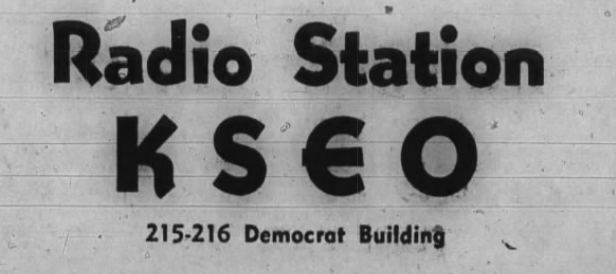 Radio Station
KSEO
215-216 Democrat Building